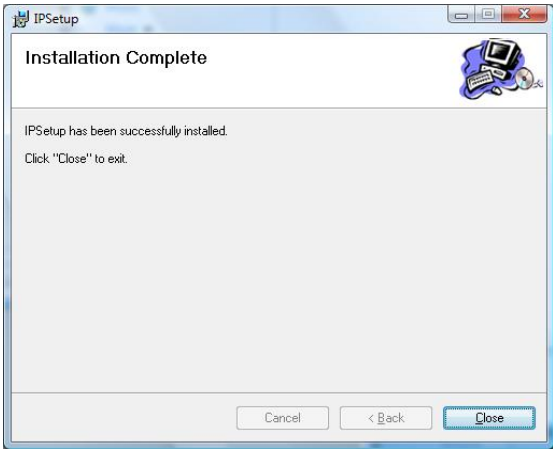 IPSetup
Installation Complete
IPSetup has been successfully installed.
Click "Close" to exit.
Cancel
< Back
Close